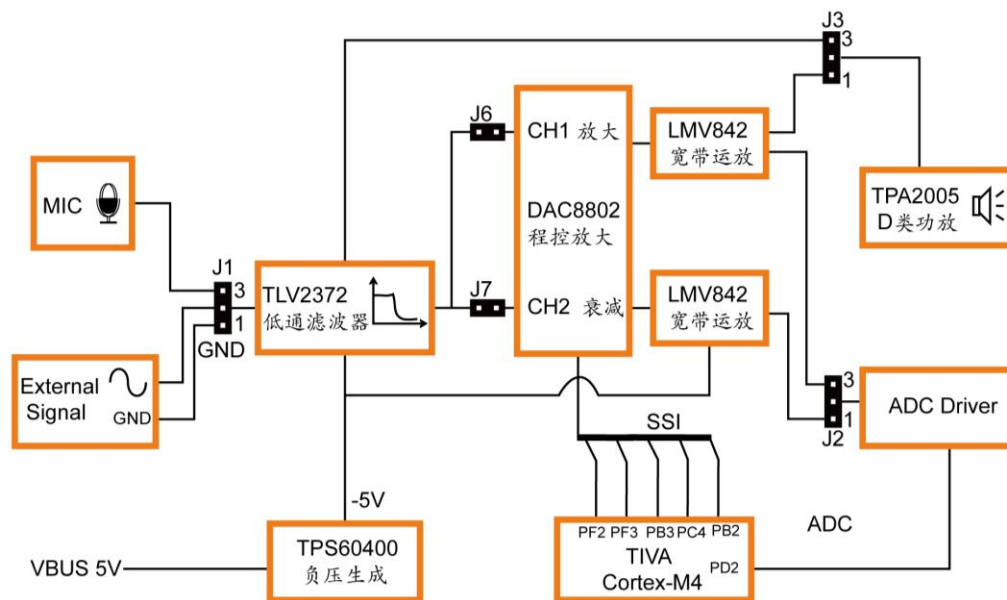 J3
3
1
J6
CH1 放大
LMV842
宽带运放
MIC
DAC8802
程控放大
TPA2005
D类功放
J1
3
1
GND
TLV2372
低通滤波器
J7
CH2 衰减
LMV842
宽带运放
External
Signal
GND
3
1
J2
ADC Driver
SSI
-5V
ADC
PF2 PF3 PB3 PC4 PB2
TIVA
PD2
Cortex-M4
VBUS 5V
TPS60400
负压生成